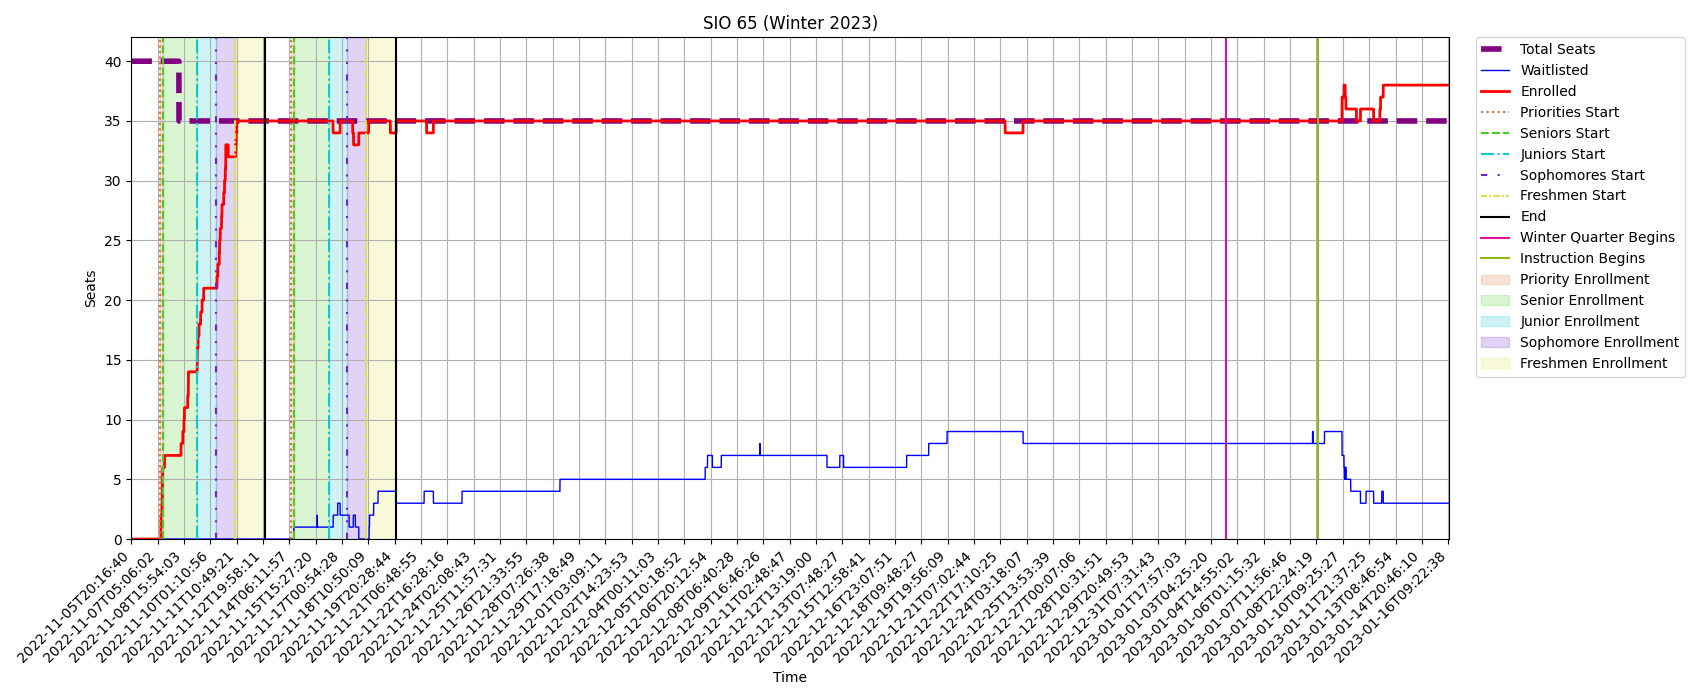 SIO 65 (Winter 2023)
Seats
40
35
30
25
20
15
10
5
0
2022-11-05T20:16:40
2022-11-07T05:06:02
2022-11-08T15:54:03
2022-11-10T01:10:56
2022-11-11T10:49:21
2022-11-12T19:58:11
2022-11-14T06:11:57
2022-11-15T15:27:20
2022-11-17T00:54:28
2022-11-18T10:50:09
2022-11-19T20:28:44
2022-11-21T06:48:55
2022-11-22T16:28:16
2022-11-24T02:08:43
2022-11-25T11:57:31
2022-11-26T21:33:55
2022-11-28T07:26:38
2022-11-29T17:18:49
2022-12-01T03:09:11
2022-12-02T14:23:53
2022-12-04T00:11:03
2022-12-05T10:18:52
2022-12-06T20:12:54
2022-12-08T06:40:28
2022-12-09T16:46:26
2022-12-11T02:48:47
2022-12-12T13:19:00
2022-12-13T07:48:27
2022-12-15T12:58:41
2022-12-16T23:07:51
2022-12-18T09:48:27
2022-12-19T19:56:09
2022-12-21T07:02:44
2022-12-22T17:10:25
2022-12-24T03:18:07
2022-12-25T13:53:39
2022-12-27T00:07:06
2022-12-28T10:31:51
2022-12-29T20:49:53
2022-12-31T07:31:43
2023-01-01T17:57:03
2023-01-03T04:25:20
2023-01-04T14:55:02
2023-01-06T01:15:32
2023-01-07T11:56:46
2023-01-08T22:24:19
2023-01-10T09:25:27
2023-01-11T21:37:25
2023-01-13T08:46:54
2023-01-14T20:46:10
2023-01-16T09:22:38
Time
Total Seats
Waitlisted
Enrolled
Priorities Start
Seniors Start
Juniors Start
Sophomores Start
Freshmen Start
End
Winter Quarter Begins
Instruction Begins
Priority Enrollment
Senior Enrollment
Junior Enrollment
Sophomore Enrollment
Freshmen Enrollment